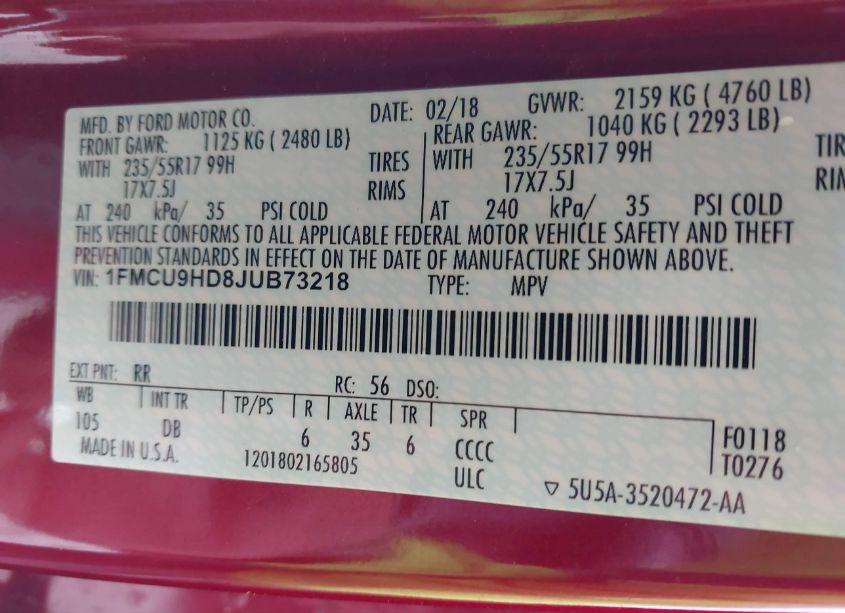 MFD. BY FORD MOTOR CO. DATE: 02/18 GVWR: 2159 KG ( 4760 LB)
FRONT GAWR: 1125 KG ( 2480 LB) REAR GAWR: 1040 KG ( 2293 LB)
WITH 235/55R17 99H TIRES WITH 235/55R17 99H TIR
17X7.5J RIMS 17X7.5J RIM
AT 240 kPa/ 35 PSI COLD AT 240 kPa/ 35 PSI COLD
THIS VEHICLE CONFORMS TO ALL APPLICABLE FEDERAL MOTOR VEHICLE SAFETY AND THEFT
PREVENTION STANDARDS IN EFFECT ON THE DATE OF MANUFACTURE SHOWN ABOVE.
VIN: 1FMCU9HD8JUB73218 TYPE: MPV
EXT PNT: RR RC: 56 DSO:
WB INT TR TP/PS R AXLE TR SPR
105 DB 6 35 6 CCCC F0118
MADE IN U.S.A. 1201802165805 ULC T0276
▽ 5U5A-3520472-AA